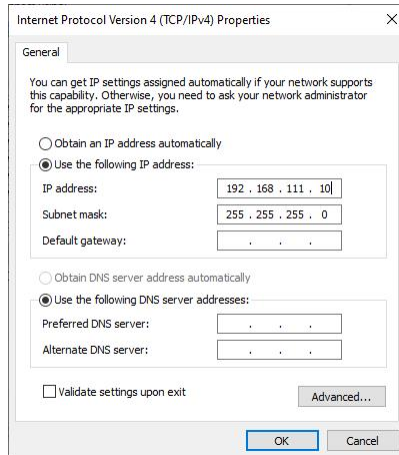 Internet Protocol Version 4 (TCP/IPv4) Properties
General
You can get IP settings assigned automatically if your network supports
this capability. Otherwise, you need to ask your network administrator
for the appropriate IP settings.
Obtain an IP address automatically
Use the following IP address:
IP address: 192 . 168 . 111 . 10
Subnet mask: 255 . 255 . 255 . 0
Default gateway: . . .
Obtain DNS server address automatically
Use the following DNS server addresses:
Preferred DNS server: . . .
Alternate DNS server: . . .
Validate settings upon exit
Advanced...
OK Cancel